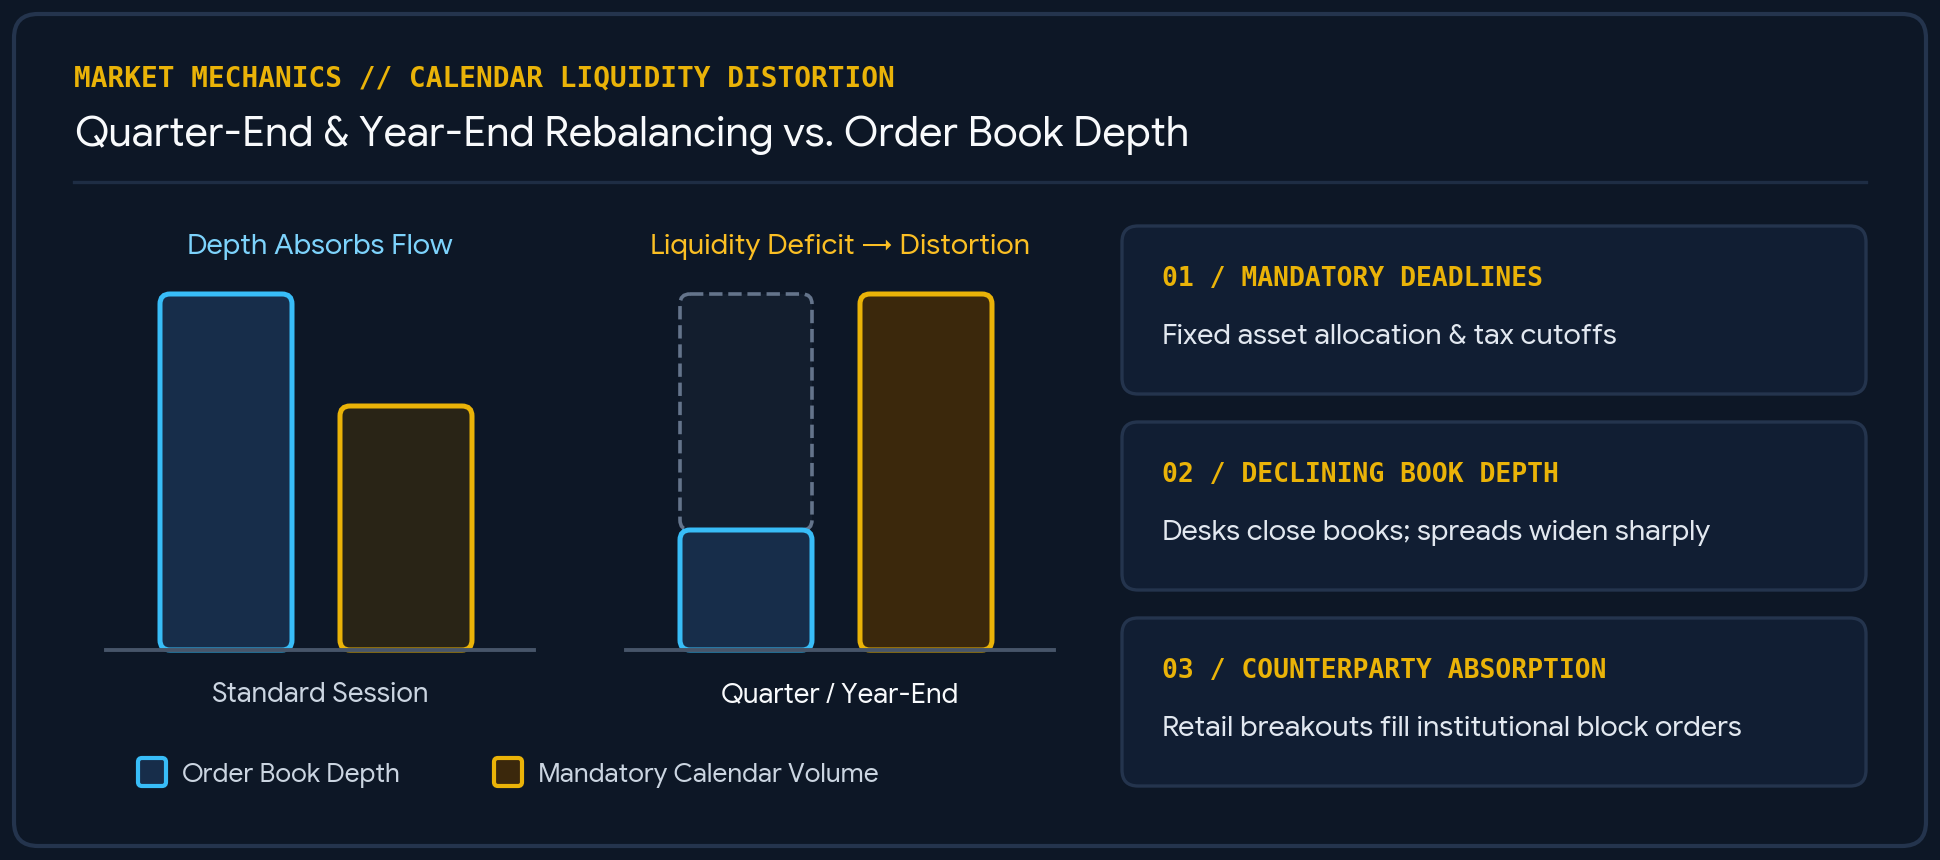 MARKET MECHANICS // CALENDAR LIQUIDITY DISTORTION
Quarter-End & Year-End Rebalancing vs. Order Book Depth
Depth Absorbs Flow
Liquidity Deficit → Distortion
Standard Session
Quarter / Year-End
Order Book Depth
Mandatory Calendar Volume
01 / MANDATORY DEADLINES
Fixed asset allocation & tax cutoffs
02 / DECLINING BOOK DEPTH
Desks close books; spreads widen sharply
03 / COUNTERPARTY ABSORPTION
Retail breakouts fill institutional block orders